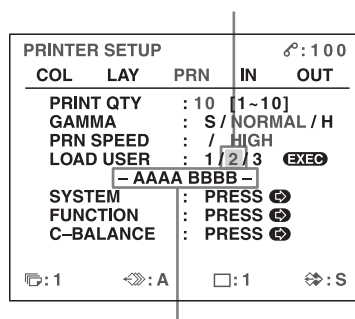 PRINTER SETUP :100
COL LAY PRN IN OUT
PRINT QTY : 10 [1~10]
GAMMA : S / NORMAL / H
PRN SPEED : / HIGH
LOAD USER : 1 / 2 / 3 EXEC
– AAAA BBBB –
SYSTEM : PRESS
FUNCTION : PRESS
C–BALANCE : PRESS
:1 :A :1 :S